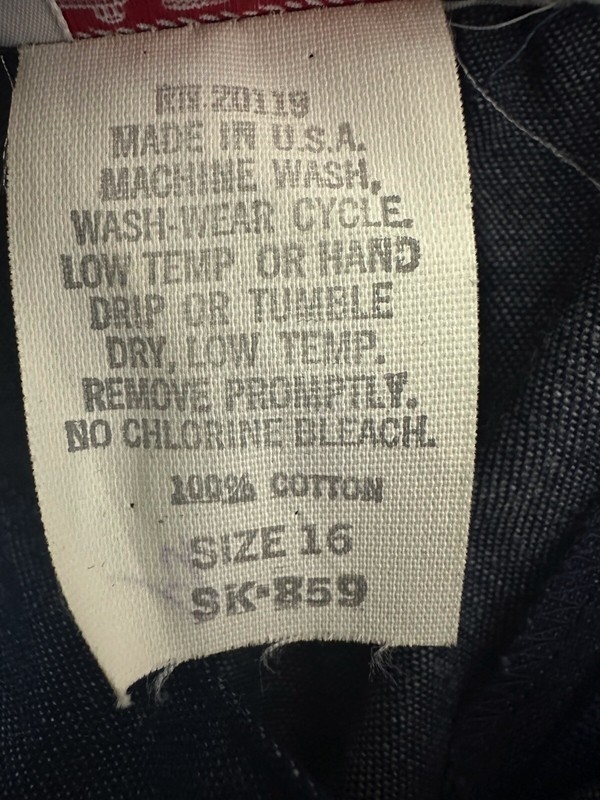 RN.20119
MADE IN U.S.A.
MACHINE WASH,
WASH-WEAR CYCLE.
LOW TEMP OR HAND
DRIP OR TUMBLE
DRY, LOW TEMP.
REMOVE PROMPTLY.
NO CHLORINE BLEACH.
100% COTTON
SIZE 16
SK-859